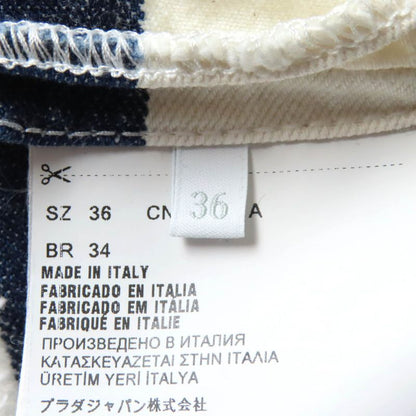 SZ 36 CN A
36
BR 34
MADE IN ITALY
FABRICADO EN ITALIA
FABRICADO EM ITÁLIA
FABRIQUÉ EN ITALIE
ПРОИЗВЕДЕНО В ИТАЛИЯ
ΚΑΤΑΣΚΕΥΑΖΕΤΑΙ ΣΤΗΝ ΙΤΑΛΙΑ
ÜRETİM YERİ İTALYA
プラダジャパン株式会社